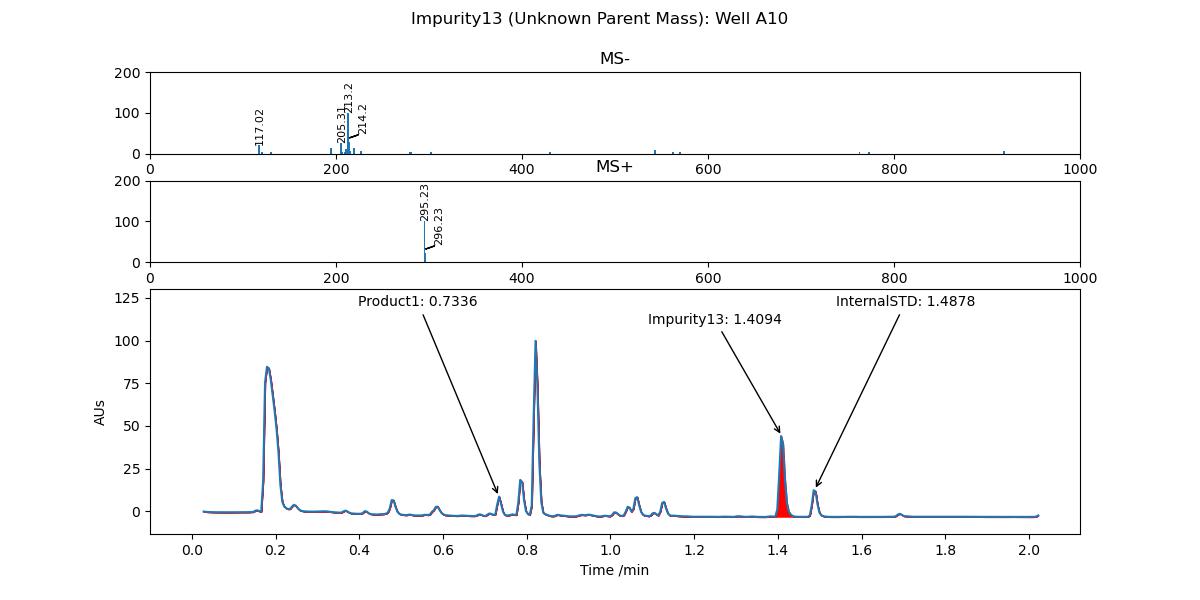 Impurity13 (Unknown Parent Mass): Well A10
MS-
200
100
0
117.02
205.31
213.2
214.2
0 200 400 600 800 1000
MS+
200
100
0
295.23
296.23
0 200 400 600 800 1000
Product1: 0.7336
Impurity13: 1.4094
InternalSTD: 1.4878
125
100
75
50
25
0
AUs
0.0 0.2 0.4 0.6 0.8 1.0 1.2 1.4 1.6 1.8 2.0
Time /min